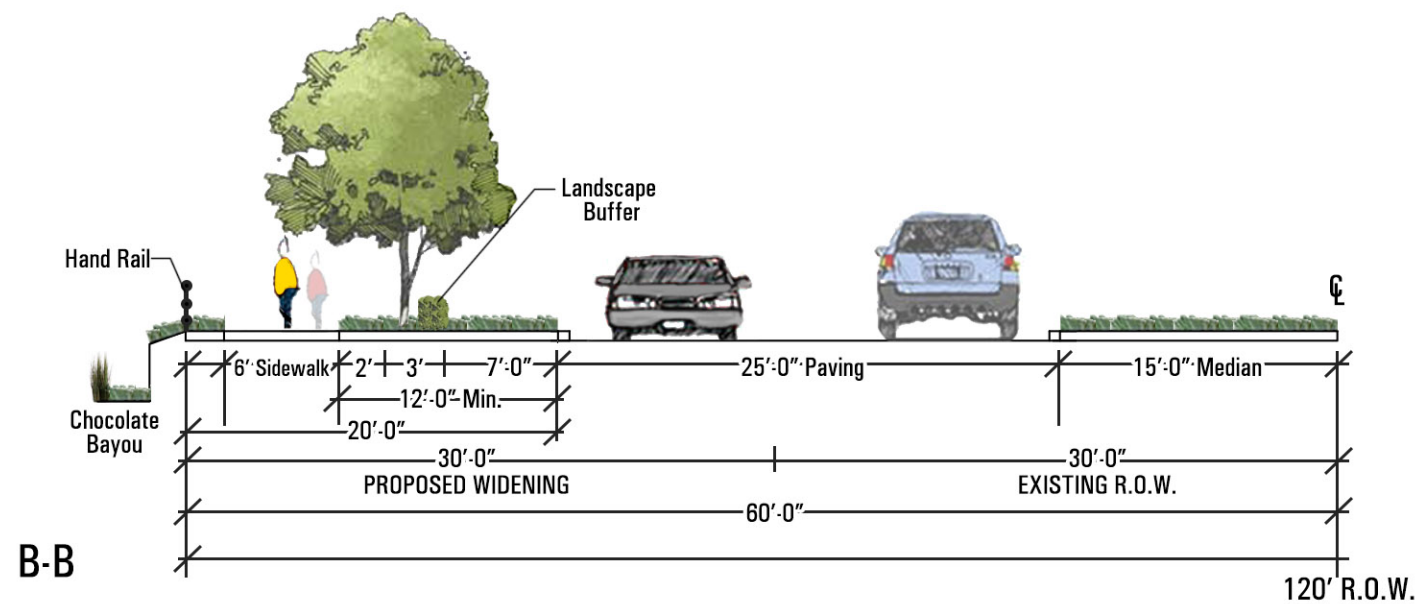 Landscape
Buffer
Hand Rail
℄
6' Sidewalk 2' 3' 7'-0" 25'-0" Paving 15'-0" Median
12'-0" Min.
Chocolate
Bayou
20'-0"
30'-0" 30'-0"
PROPOSED WIDENING EXISTING R.O.W.
60'-0"
B-B
120' R.O.W.